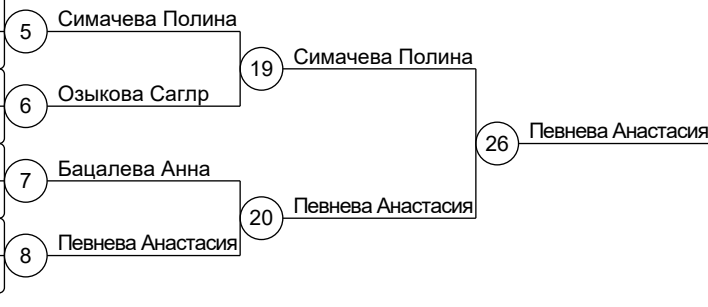 5 Симачева Полина
19 Симачева Полина
6 Озыкова Саглр
26 Певнева Анастасия
7 Бацалева Анна
20 Певнева Анастасия
8 Певнева Анастасия